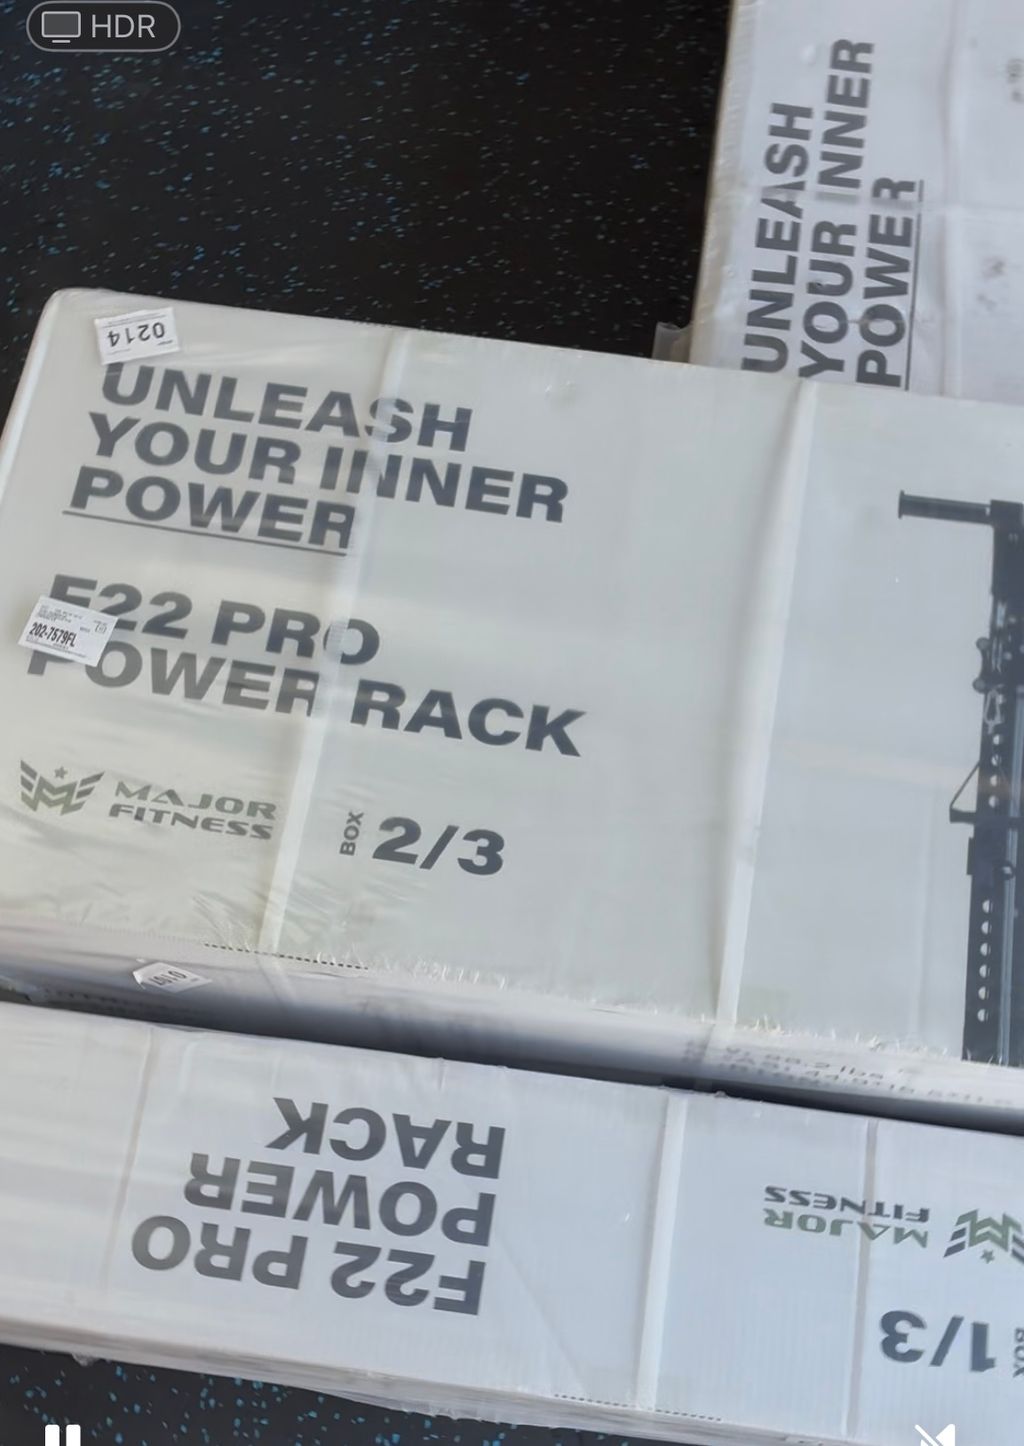 HDR
UNLEASH
YOUR INNER
POWER
0214
UNLEASH
YOUR INNER
POWER
F22 PRO
POWER RACK
202-7579FL
MAJOR
FITNESS
BOX 2/3
F22 PRO
POWER
RACK
MAJOR
FITNESS
BOX 1/3